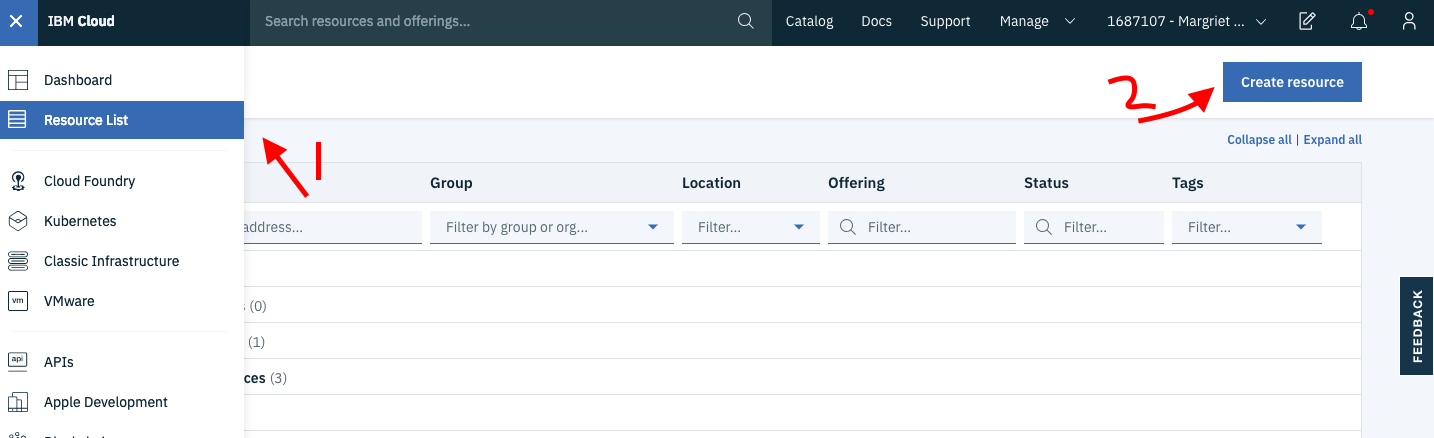 IBM Cloud
Search resources and offerings...
Catalog
Docs
Support
Manage
1687107 - Margriet ...
Dashboard
Resource List
Cloud Foundry
Kubernetes
Classic Infrastructure
vm
VMware
api
APIs
Apple Development
2
Create resource
1
Collapse all | Expand all
Group
Location
Offering
Status
Tags
address...
Filter by group or org...
Filter...
Filter...
Filter...
Filter...
s (0)
(1)
ces (3)
FEEDBACK